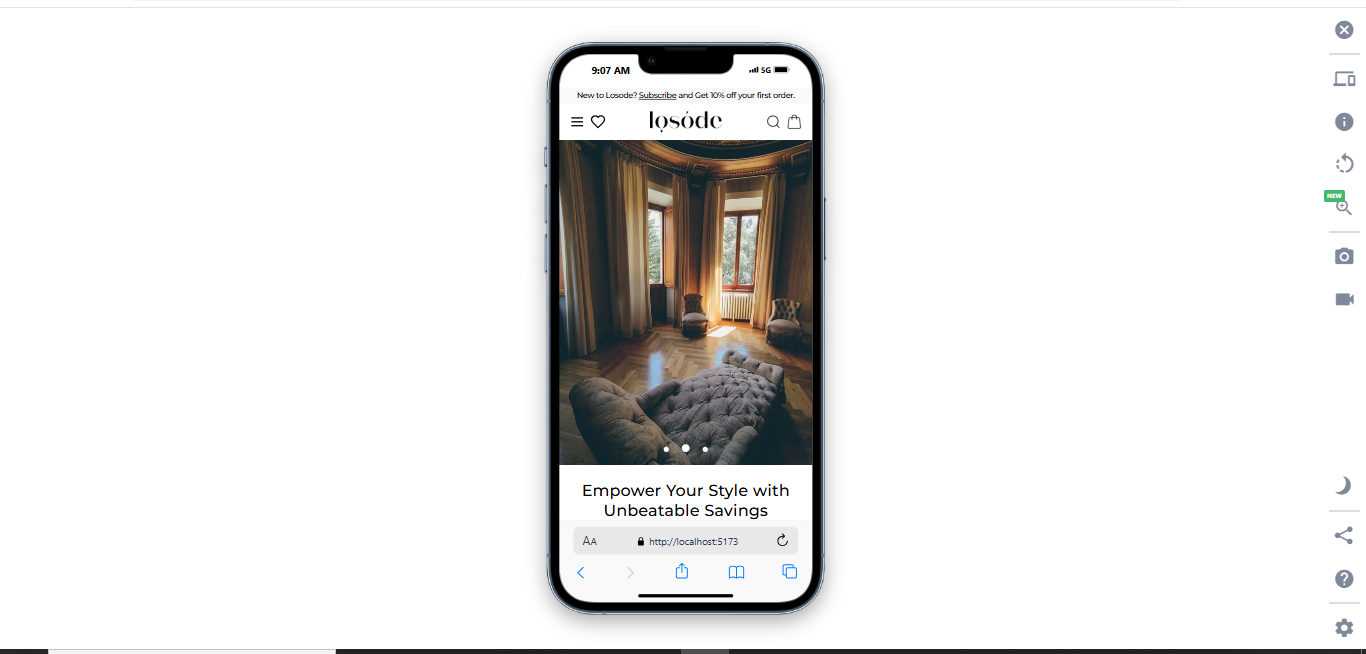 9:07 AM 5G
New to Losode? Subscribe and Get 10% off your first order.
lọsóde
NEW
Empower Your Style with
Unbeatable Savings
AA http://localhost:5173